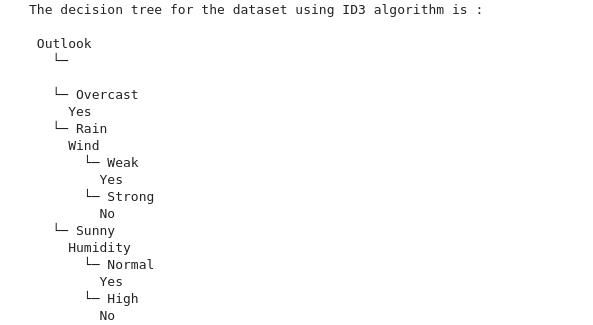 The decision tree for the dataset using ID3 algorithm is :
Outlook
└─
└─ Overcast
Yes
└─ Rain
Wind
└─ Weak
Yes
└─ Strong
No
└─ Sunny
Humidity
└─ Normal
Yes
└─ High
No